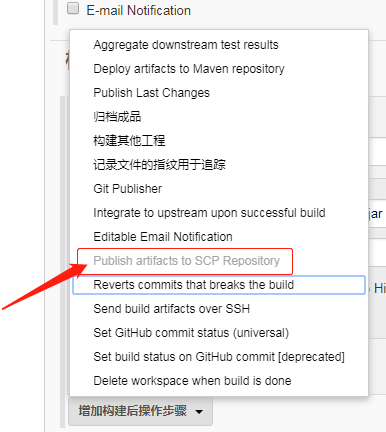 E-mail Notification
Aggregate downstream test results
Deploy artifacts to Maven repository
Publish Last Changes
归档成品
构建其他工程
记录文件的指纹用于追踪
Git Publisher
Integrate to upstream upon successful build
jar
Editable Email Notification
Publish artifacts to SCP Repository
Reverts commits that breaks the build
Hi
Send build artifacts over SSH
Set GitHub commit status (universal)
Set build status on GitHub commit [deprecated]
Delete workspace when build is done
增加构建后操作步骤